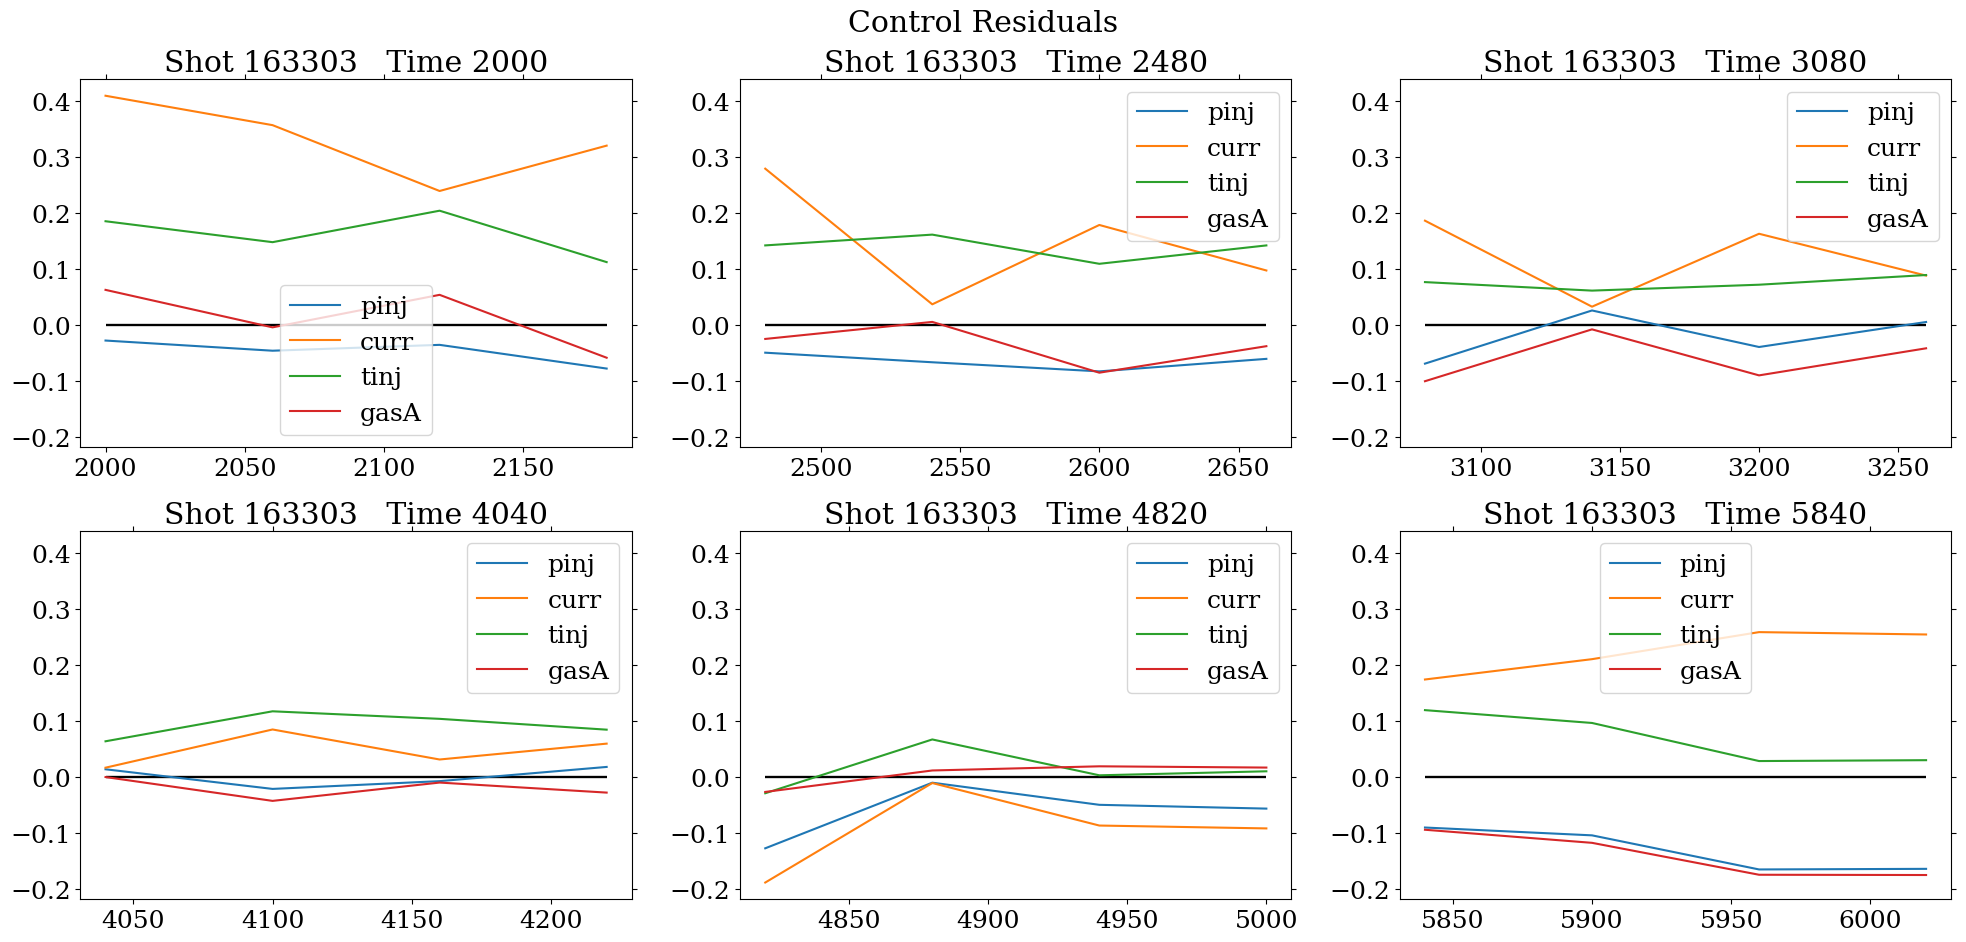 Control Residuals
Shot 163303   Time 2000
0.4
0.3
0.2
0.1
0.0
−0.1
−0.2
pinj
curr
tinj
gasA
2000 2050 2100 2150
Shot 163303   Time 2480
0.4
0.3
0.2
0.1
0.0
−0.1
−0.2
pinj
curr
tinj
gasA
2500 2550 2600 2650
Shot 163303   Time 3080
0.4
0.3
0.2
0.1
0.0
−0.1
−0.2
pinj
curr
tinj
gasA
3100 3150 3200 3250
Shot 163303   Time 4040
0.4
0.3
0.2
0.1
0.0
−0.1
−0.2
pinj
curr
tinj
gasA
4050 4100 4150 4200
Shot 163303   Time 4820
0.4
0.3
0.2
0.1
0.0
−0.1
−0.2
pinj
curr
tinj
gasA
4850 4900 4950 5000
Shot 163303   Time 5840
0.4
0.3
0.2
0.1
0.0
−0.1
−0.2
pinj
curr
tinj
gasA
5850 5900 5950 6000